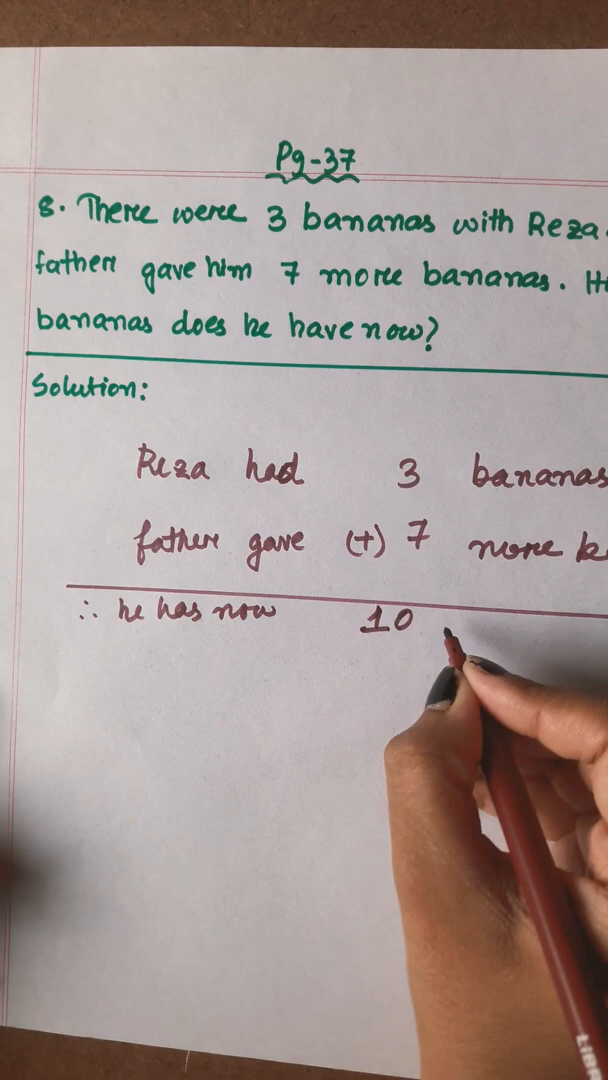 Pg-37
8. There were 3 bananas with Reza.
father gave him 7 more bananas.
bananas does he have now?
Solution:
Reza had 3 bananas
father gave (+) 7 more
∴ he has now 10